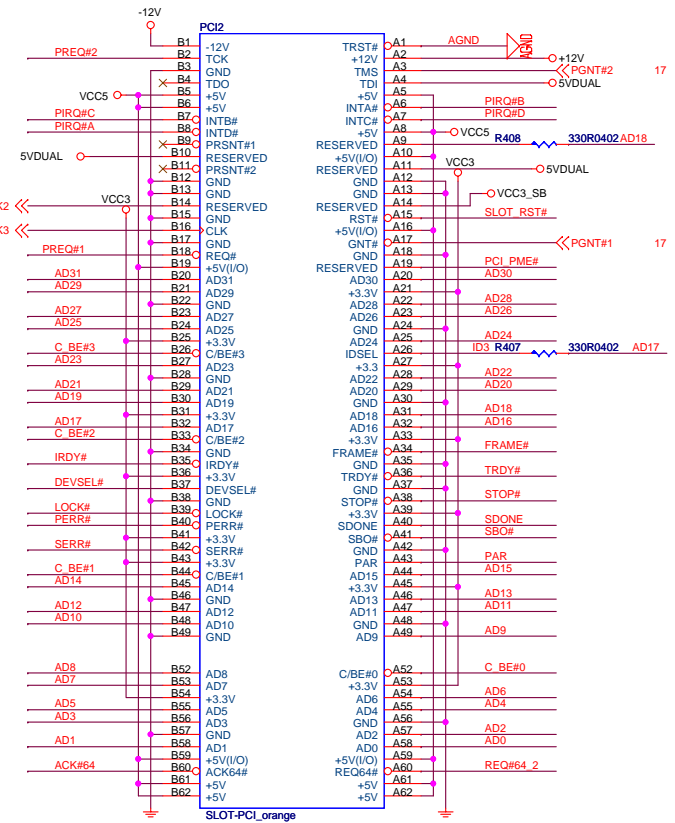 -12V
PCI2
B1 -12V TRST# A1 AGND AGND
PREQ#2 B2 TCK +12V A2 +12V
B3 GND TMS A3 PGNT#2 17
B4 TDO TDI A4 5VDUAL
VCC5 B5 +5V +5V A5
B6 +5V INTA# A6 PIRQ#B
PIRQ#C B7 INTB# INTC# A7 PIRQ#D
PIRQ#A B8 INTD# +5V A8 VCC5
B9 PRSNT#1 RESERVED A9 R408 330R0402 AD18
5VDUAL B10 RESERVED +5V(I/O) A10
B11 PRSNT#2 RESERVED A11 VCC3 5VDUAL
B12 GND GND A12
B13 GND GND A13
K2 VCC3 B14 RESERVED RESERVED A14 VCC3_SB
B15 GND RST# A15 SLOT_RST#
K3 B16 CLK +5V(I/O) A16
B17 GND GNT# A17 PGNT#1 17
PREQ#1 B18 REQ# GND A18
B19 +5V(I/O) RESERVED A19 PCI_PME#
AD31 B20 AD31 AD30 A20 AD30
AD29 B21 AD29 +3.3V A21
B22 GND AD28 A22 AD28
AD27 B23 AD27 AD26 A23 AD26
AD25 B24 AD25 GND A24
B25 +3.3V AD24 A25 AD24
C_BE#3 B26 C/BE#3 IDSEL A26 ID3 R407 330R0402 AD17
AD23 B27 AD23 +3.3 A27
B28 GND AD22 A28 AD22
AD21 B29 AD21 AD20 A29 AD20
AD19 B30 AD19 GND A30
B31 +3.3V AD18 A31 AD18
AD17 B32 AD17 AD16 A32 AD16
C_BE#2 B33 C/BE#2 +3.3V A33
B34 GND FRAME# A34 FRAME#
IRDY# B35 IRDY# GND A35
B36 +3.3V TRDY# A36 TRDY#
DEVSEL# B37 DEVSEL# GND A37
B38 GND STOP# A38 STOP#
LOCK# B39 LOCK# +3.3V A39
PERR# B40 PERR# SDONE A40 SDONE
B41 +3.3V SBO# A41 SBO#
SERR# B42 SERR# GND A42
B43 +3.3V PAR A43 PAR
C_BE#1 B44 C/BE#1 AD15 A44 AD15
AD14 B45 AD14 +3.3V A45
B46 GND AD13 A46 AD13
AD12 B47 AD12 AD11 A47 AD11
AD10 B48 AD10 GND A48
B49 GND AD9 A49 AD9
AD8 B52 AD8 C/BE#0 A52 C_BE#0
AD7 B53 AD7 +3.3V A53
B54 +3.3V AD6 A54 AD6
AD5 B55 AD5 AD4 A55 AD4
AD3 B56 AD3 GND A56
B57 GND AD2 A57 AD2
AD1 B58 AD1 AD0 A58 AD0
B59 +5V(I/O) +5V(I/O) A59
ACK#64 B60 ACK64# REQ64# A60 REQ#64_2
B61 +5V +5V A61
B62 +5V +5V A62
SLOT-PCI_orange